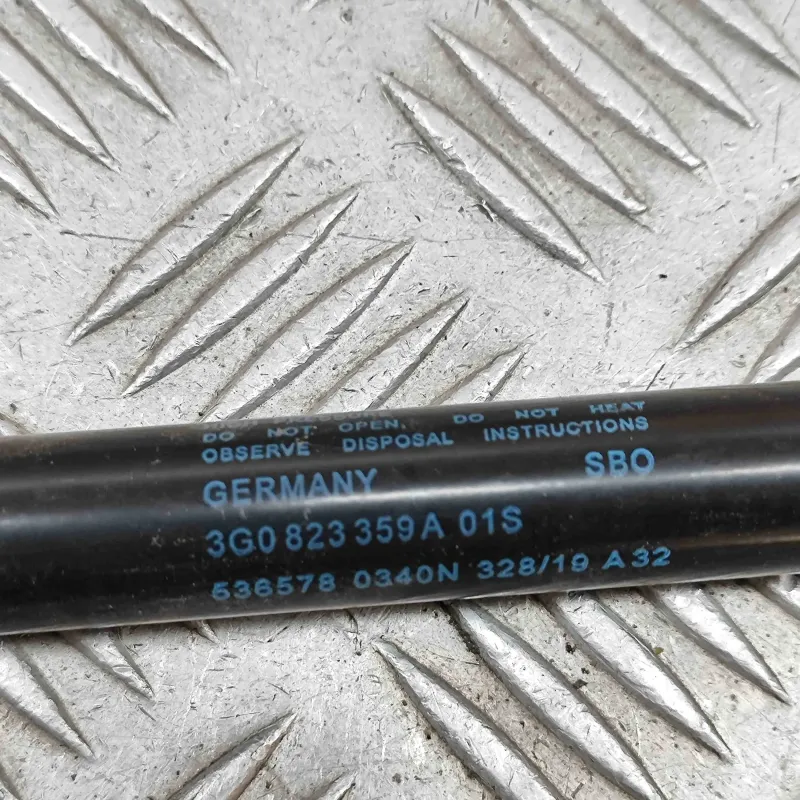 DO NOT OPEN. DO NOT HEAT
OBSERVE DISPOSAL INSTRUCTIONS
GERMANY SBO
3G0 823 359 A 01S
536578 0340N 328/19 A 32